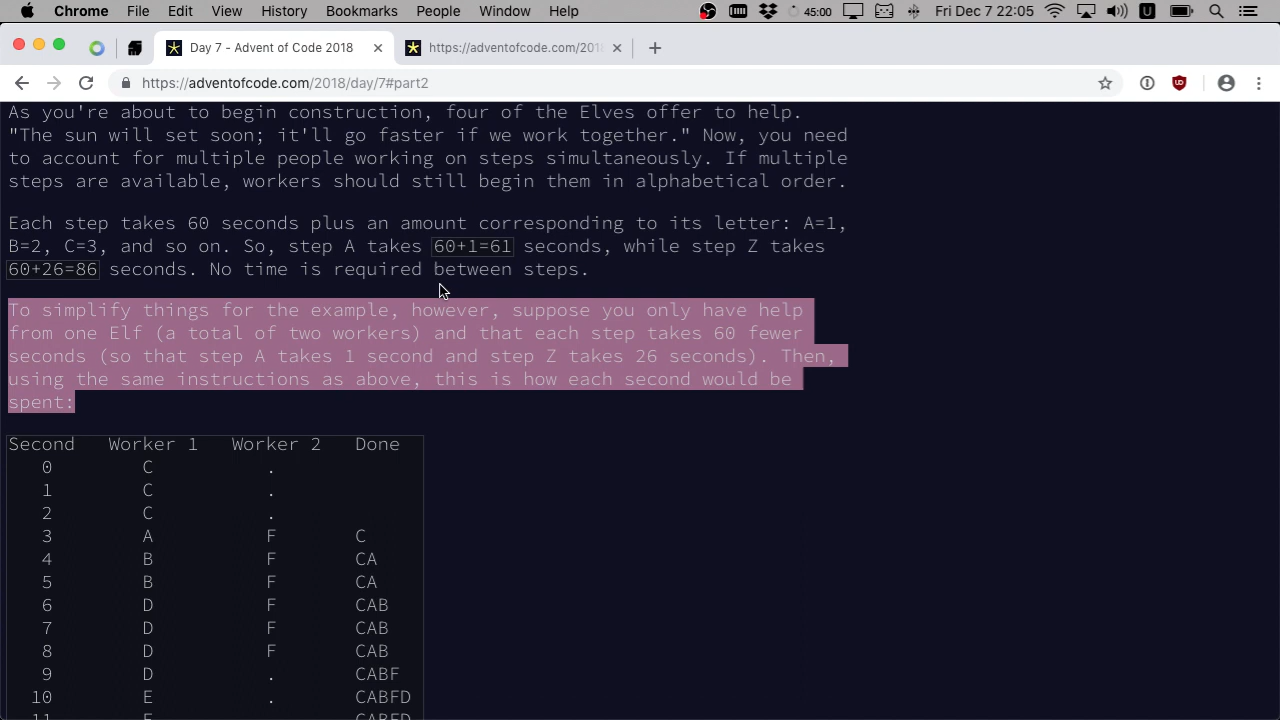 Chrome File Edit View History Bookmarks People Window Help 45:00 Fri Dec 7 22:05
Day 7 - Advent of Code 2018 https://adventofcode.com/201
https://adventofcode.com/2018/day/7#part2
As you're about to begin construction, four of the Elves offer to help.
"The sun will set soon; it'll go faster if we work together." Now, you need
to account for multiple people working on steps simultaneously. If multiple
steps are available, workers should still begin them in alphabetical order.
Each step takes 60 seconds plus an amount corresponding to its letter: A=1,
B=2, C=3, and so on. So, step A takes 60+1=61 seconds, while step Z takes
60+26=86 seconds. No time is required between steps.
To simplify things for the example, however, suppose you only have help
from one Elf (a total of two workers) and that each step takes 60 fewer
seconds (so that step A takes 1 second and step Z takes 26 seconds). Then,
using the same instructions as above, this is how each second would be
spent:
Second Worker 1 Worker 2 Done
0 C .
1 C .
2 C .
3 A F C
4 B F CA
5 B F CA
6 D F CAB
7 D F CAB
8 D F CAB
9 D . CABF
10 E . CABFD